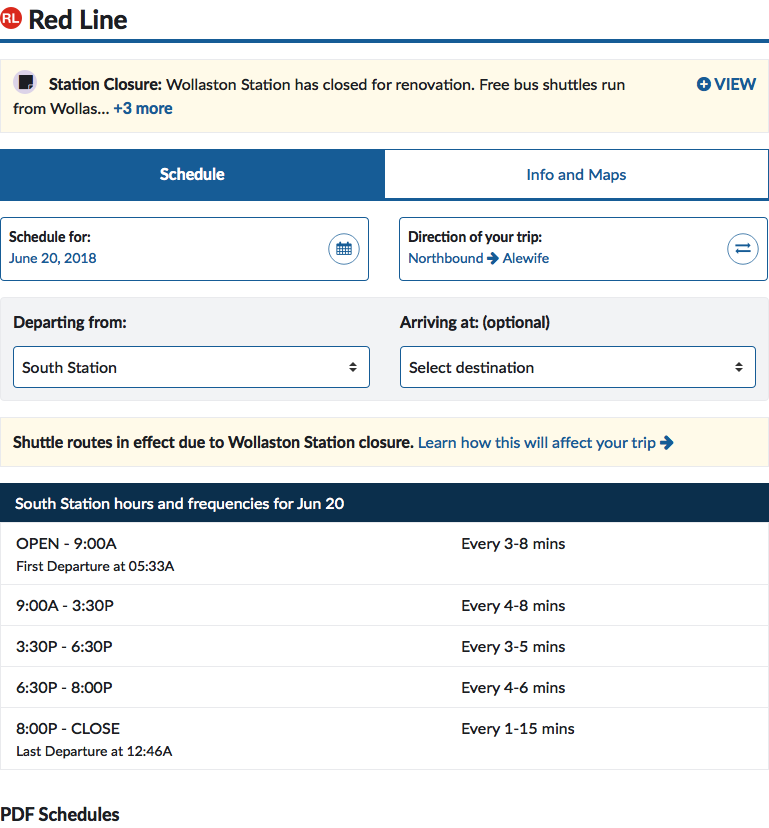 RL Red Line
Station Closure: Wollaston Station has closed for renovation. Free bus shuttles run
from Wollas... +3 more
VIEW
Schedule
Info and Maps
Schedule for:
June 20, 2018
Direction of your trip:
Northbound Alewife
Departing from:
South Station
Arriving at: (optional)
Select destination
Shuttle routes in effect due to Wollaston Station closure. Learn how this will affect your trip
South Station hours and frequencies for Jun 20
OPEN - 9:00A Every 3-8 mins
First Departure at 05:33A
9:00A - 3:30P Every 4-8 mins
3:30P - 6:30P Every 3-5 mins
6:30P - 8:00P Every 4-6 mins
8:00P - CLOSE Every 1-15 mins
Last Departure at 12:46A
PDF Schedules